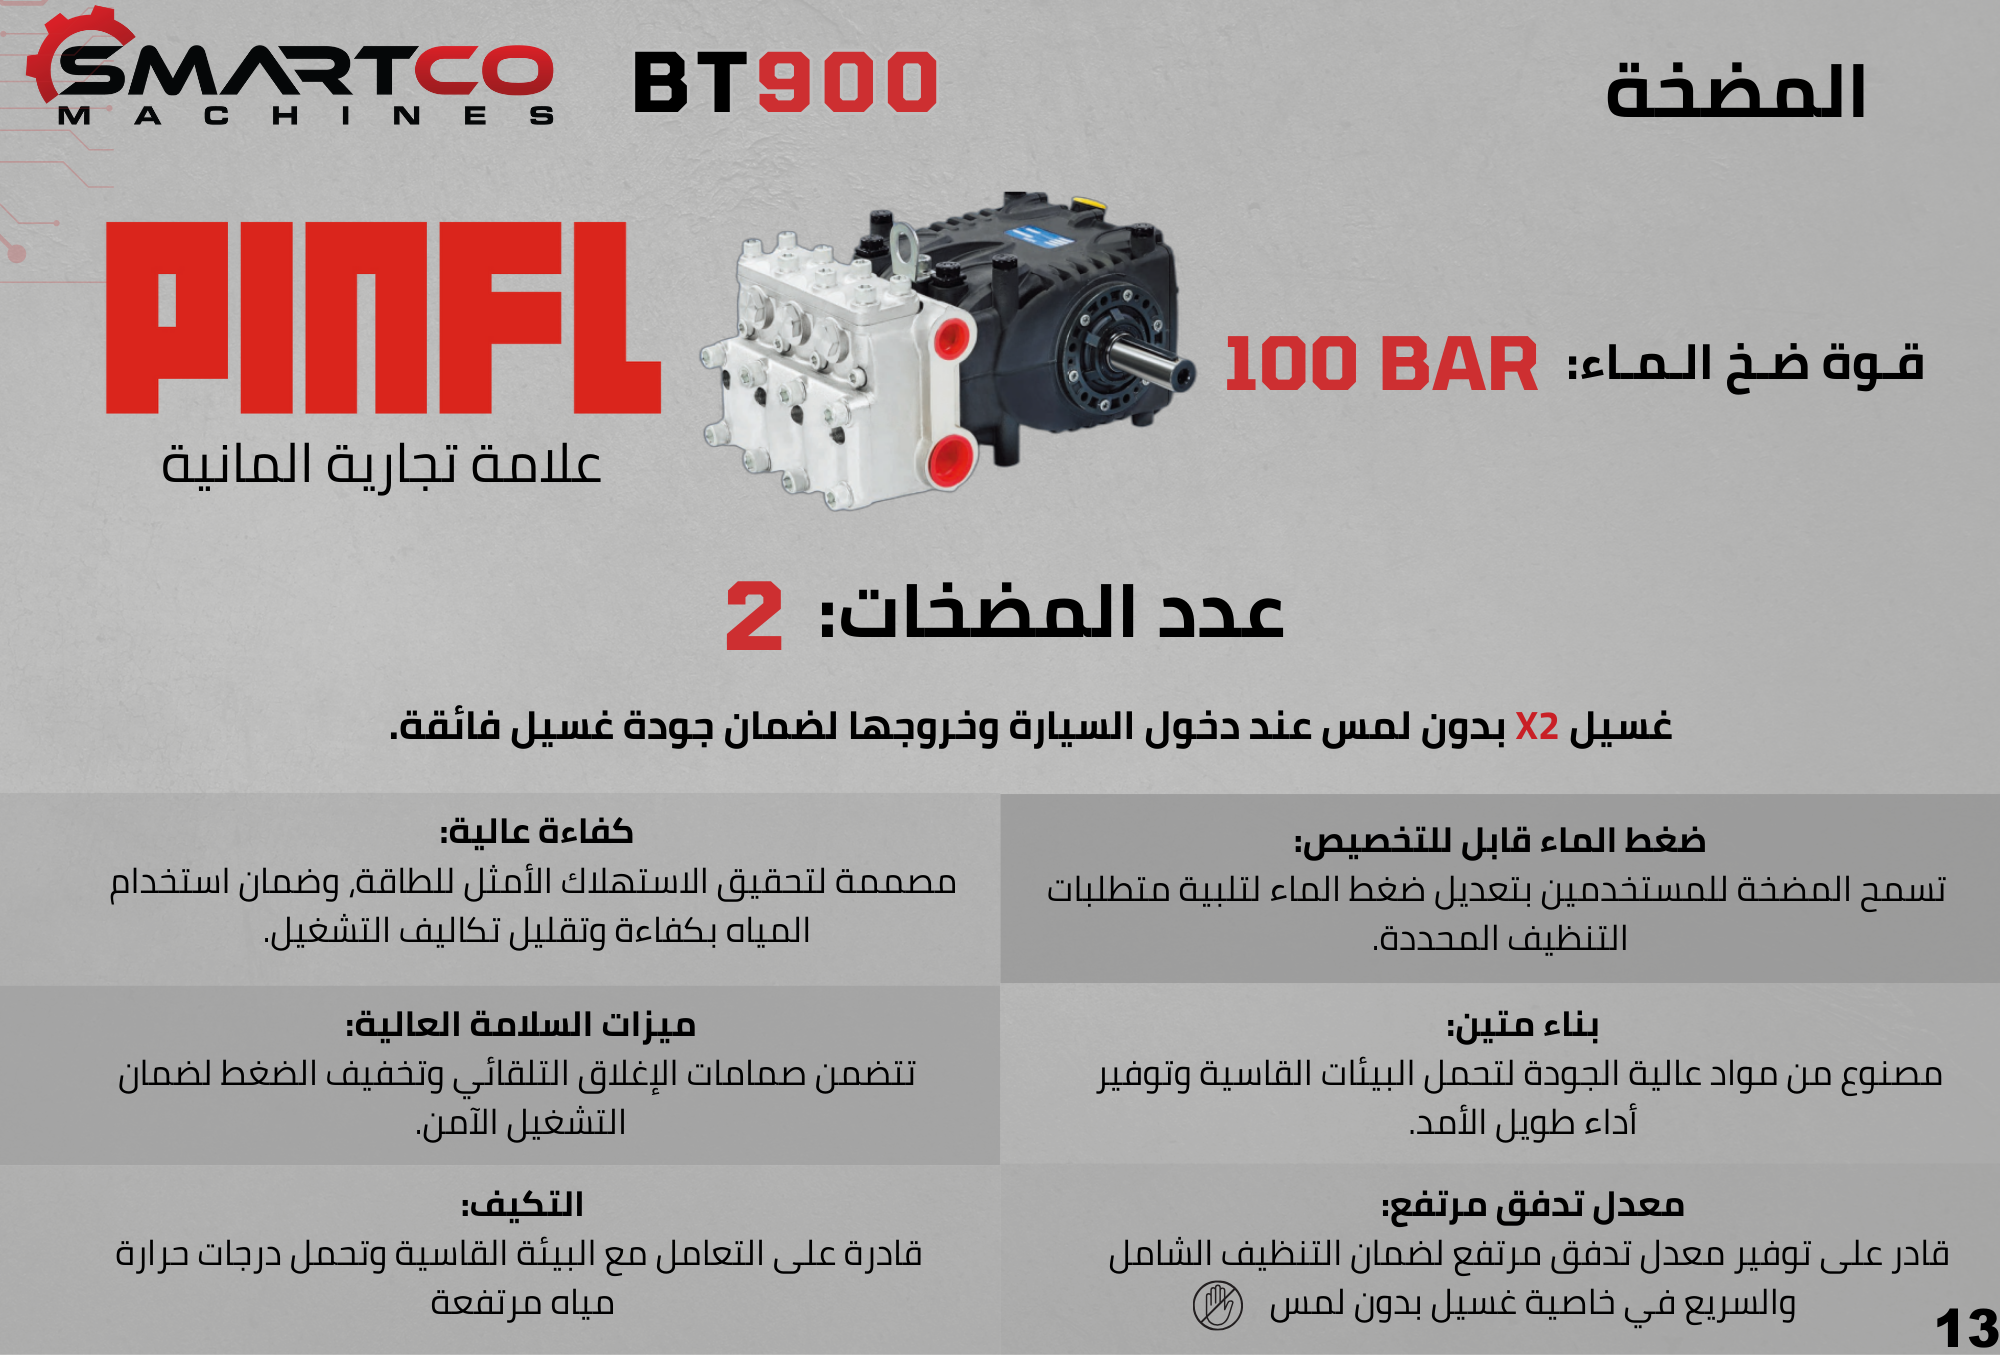 SMARTCO
MACHINES
BT900
المضخة
PINFL
علامة تجارية المانية
قـوة ضـخ الـمـاء: 100 BAR
عدد المضخات: 2
غسيل X2 بدون لمس عند دخول السيارة وخروجها لضمان جودة غسيل فائقة.
ضغط الماء قابل للتخصيص:
تسمح المضخة للمستخدمين بتعديل ضغط الماء لتلبية متطلبات
التنظيف المحددة.
كفاءة عالية:
مصممة لتحقيق الاستهلاك الأمثل للطاقة, وضمان استخدام
المياه بكفاءة وتقليل تكاليف التشغيل.
بناء متين:
مصنوع من مواد عالية الجودة لتحمل البيئات القاسية وتوفير
أداء طويل الأمد.
ميزات السلامة العالية:
تتضمن صمامات الإغلاق التلقائي وتخفيف الضغط لضمان
التشغيل الآمن.
معدل تدفق مرتفع:
قادر على توفير معدل تدفق مرتفع لضمان التنظيف الشامل
والسريع في خاصية غسيل بدون لمس
التكيف:
قادرة على التعامل مع البيئة القاسية وتحمل درجات حرارة
مياه مرتفعة
13